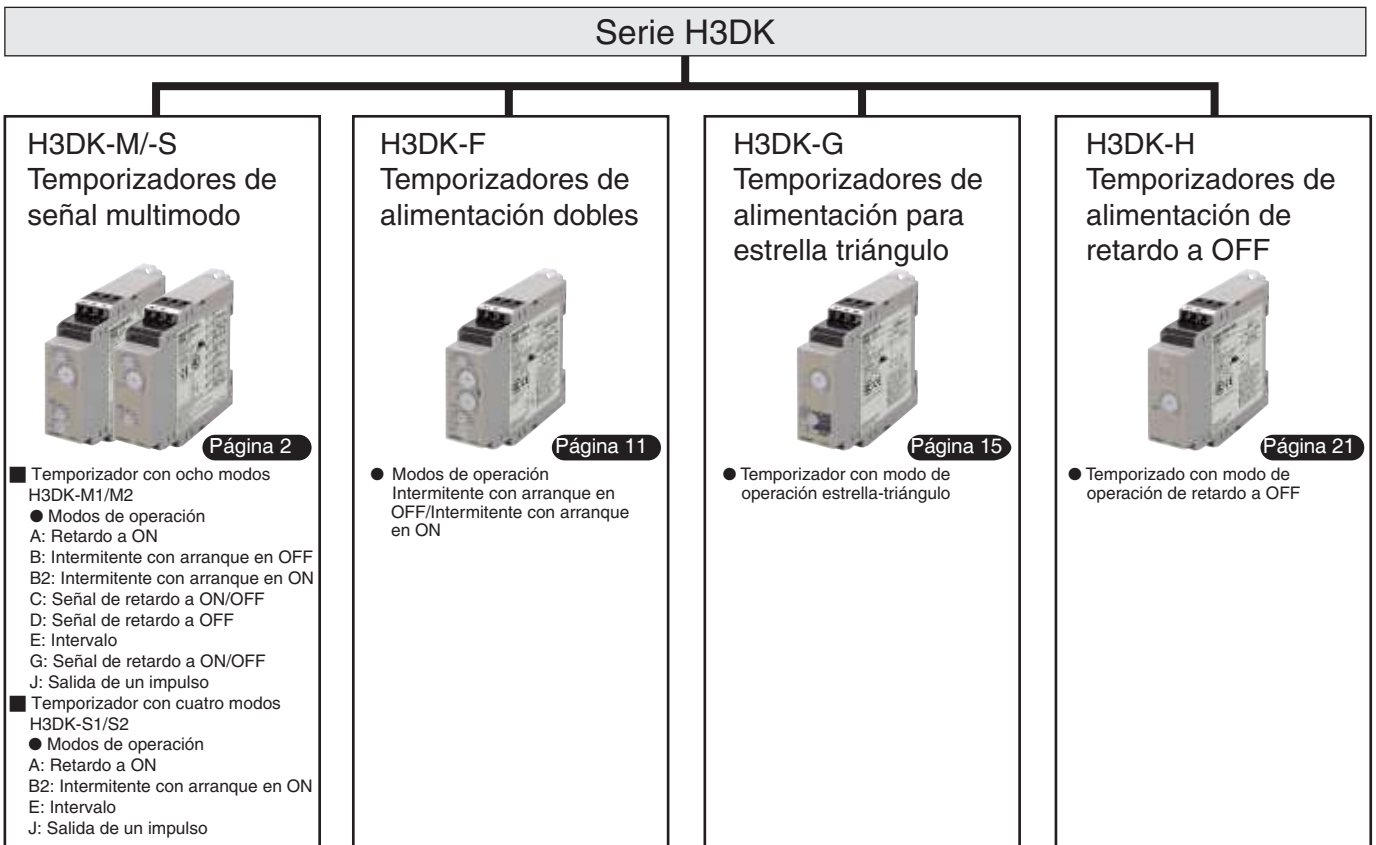 Serie H3DK
H3DK-M/-S
Temporizadores de
señal multimodo
Página 2
■ Temporizador con ocho modos
H3DK-M1/M2
● Modos de operación
A: Retardo a ON
B: Intermitente con arranque en OFF
B2: Intermitente con arranque en ON
C: Señal de retardo a ON/OFF
D: Señal de retardo a OFF
E: Intervalo
G: Señal de retardo a ON/OFF
J: Salida de un impulso
■ Temporizador con cuatro modos
H3DK-S1/S2
● Modos de operación
A: Retardo a ON
B2: Intermitente con arranque en ON
E: Intervalo
J: Salida de un impulso
H3DK-F
Temporizadores de
alimentación dobles
Página 11
● Modos de operación
Intermitente con arranque en
OFF/Intermitente con arranque
en ON
H3DK-G
Temporizadores de
alimentación para
estrella triángulo
Página 15
● Temporizador con modo de
operación estrella-triángulo
H3DK-H
Temporizadores de
alimentación de
retardo a OFF
Página 21
● Temporizado con modo de
operación de retardo a OFF